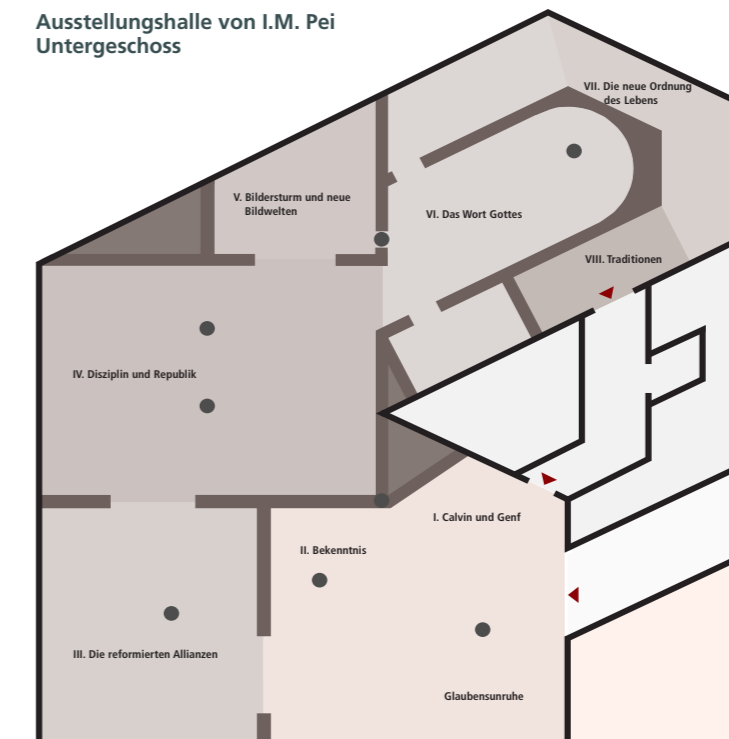 Ausstellungshalle von I.M. Pei
Untergeschoss
VII. Die neue Ordnung
des Lebens
V. Bildersturm und neue
Bildwelten
VI. Das Wort Gottes
VIII. Traditionen
IV. Disziplin und Republik
I. Calvin und Genf
II. Bekenntnis
III. Die reformierten Allianzen
Glaubensunruhe